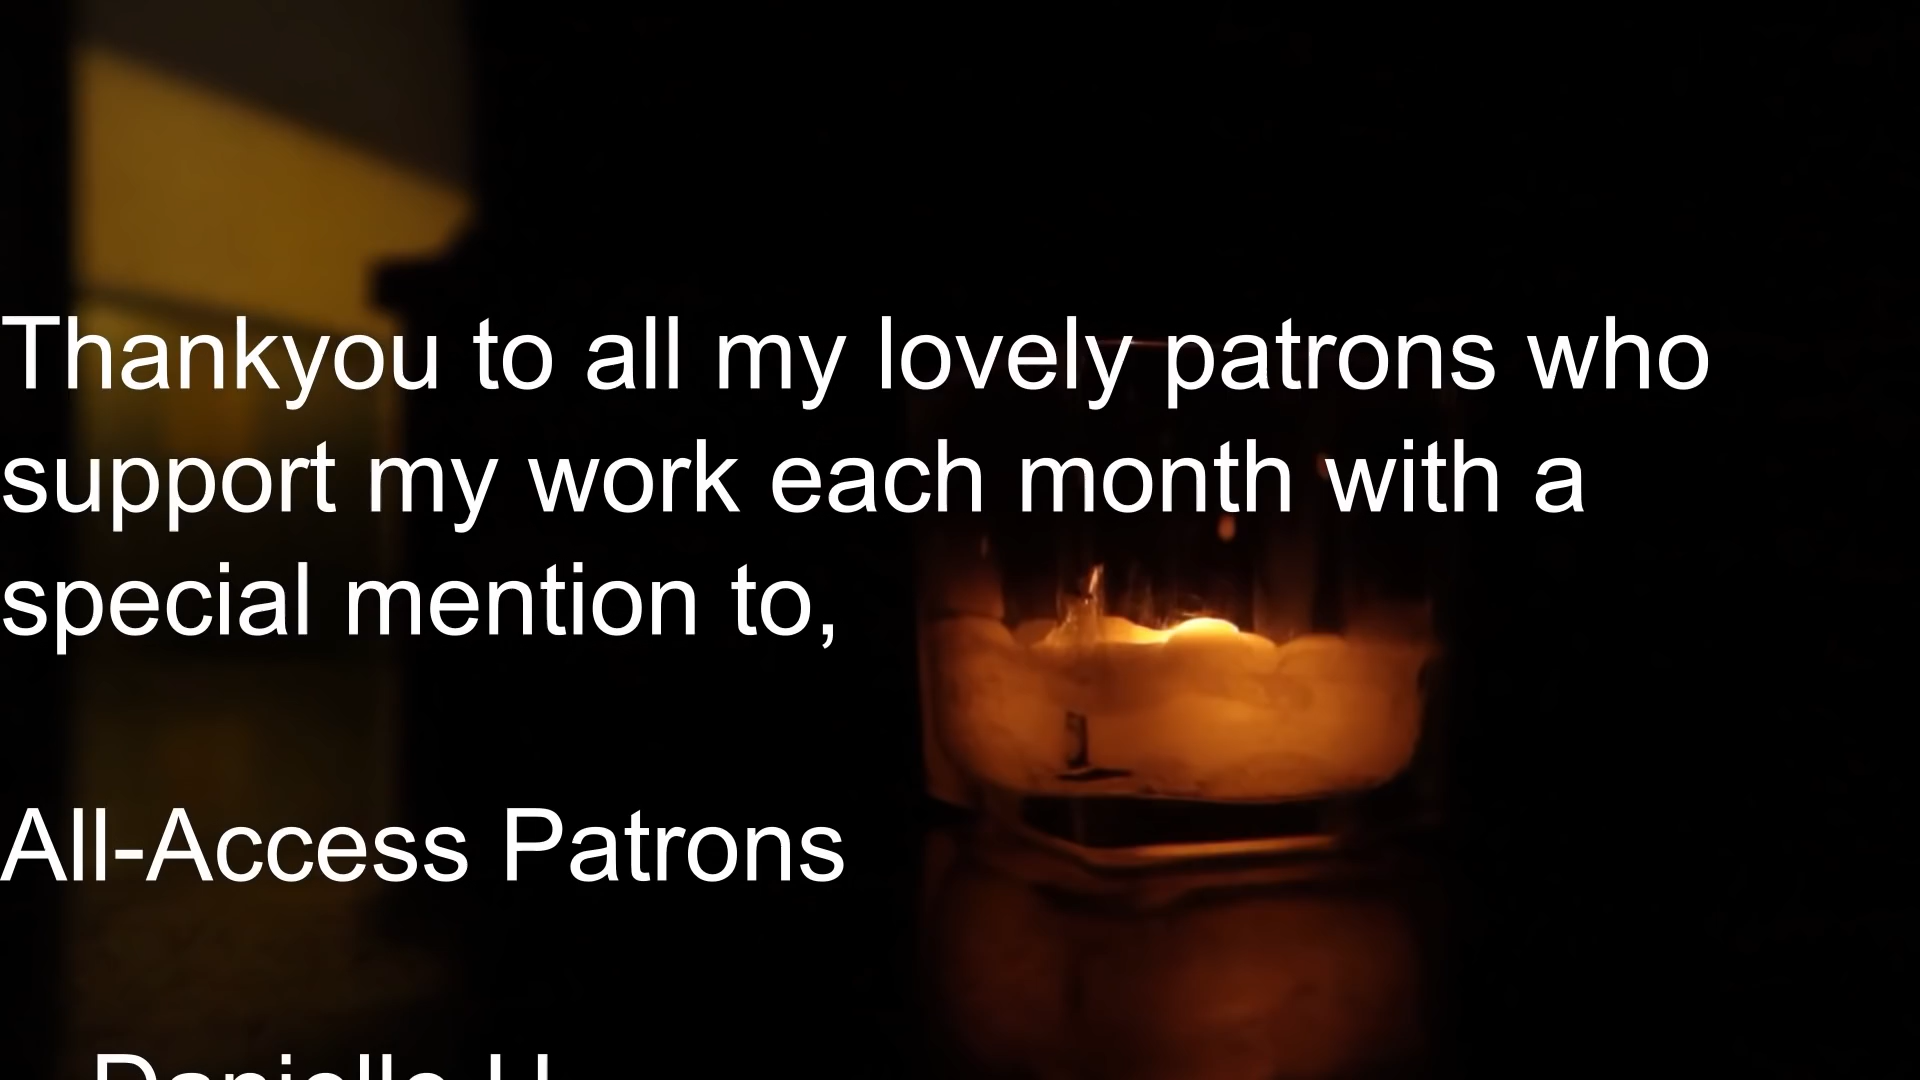 Thankyou to all my lovely patrons who
support my work each month with a
special mention to,
All-Access Patrons
Danielle